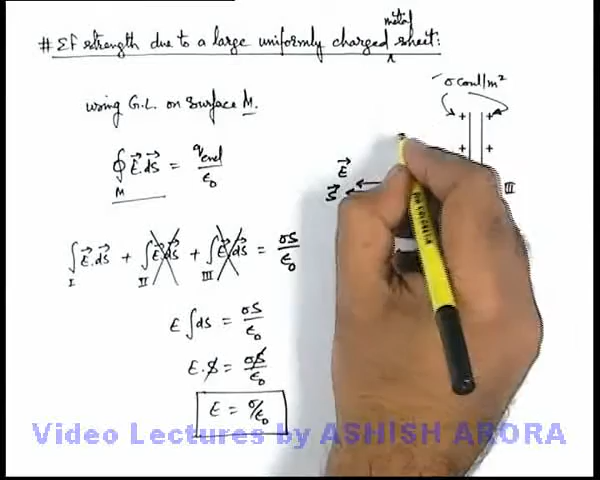 # EF strength due to a large uniformly charged metal sheet:
σ coul/m²
using G.L. on surface M.
∮ E⃗.dS⃗ = q encl / ε₀
M
E⃗
S⃗
III
∫ E⃗.dS⃗ + ∫ E⃗.dS⃗ + ∫ E⃗.dS⃗ = σS/ε₀
I II III
E ∫ dS = σS/ε₀
E.S = σS/ε₀
E = σ/ε₀
+ +
+ +
Video Lectures by ASHISH ARORA